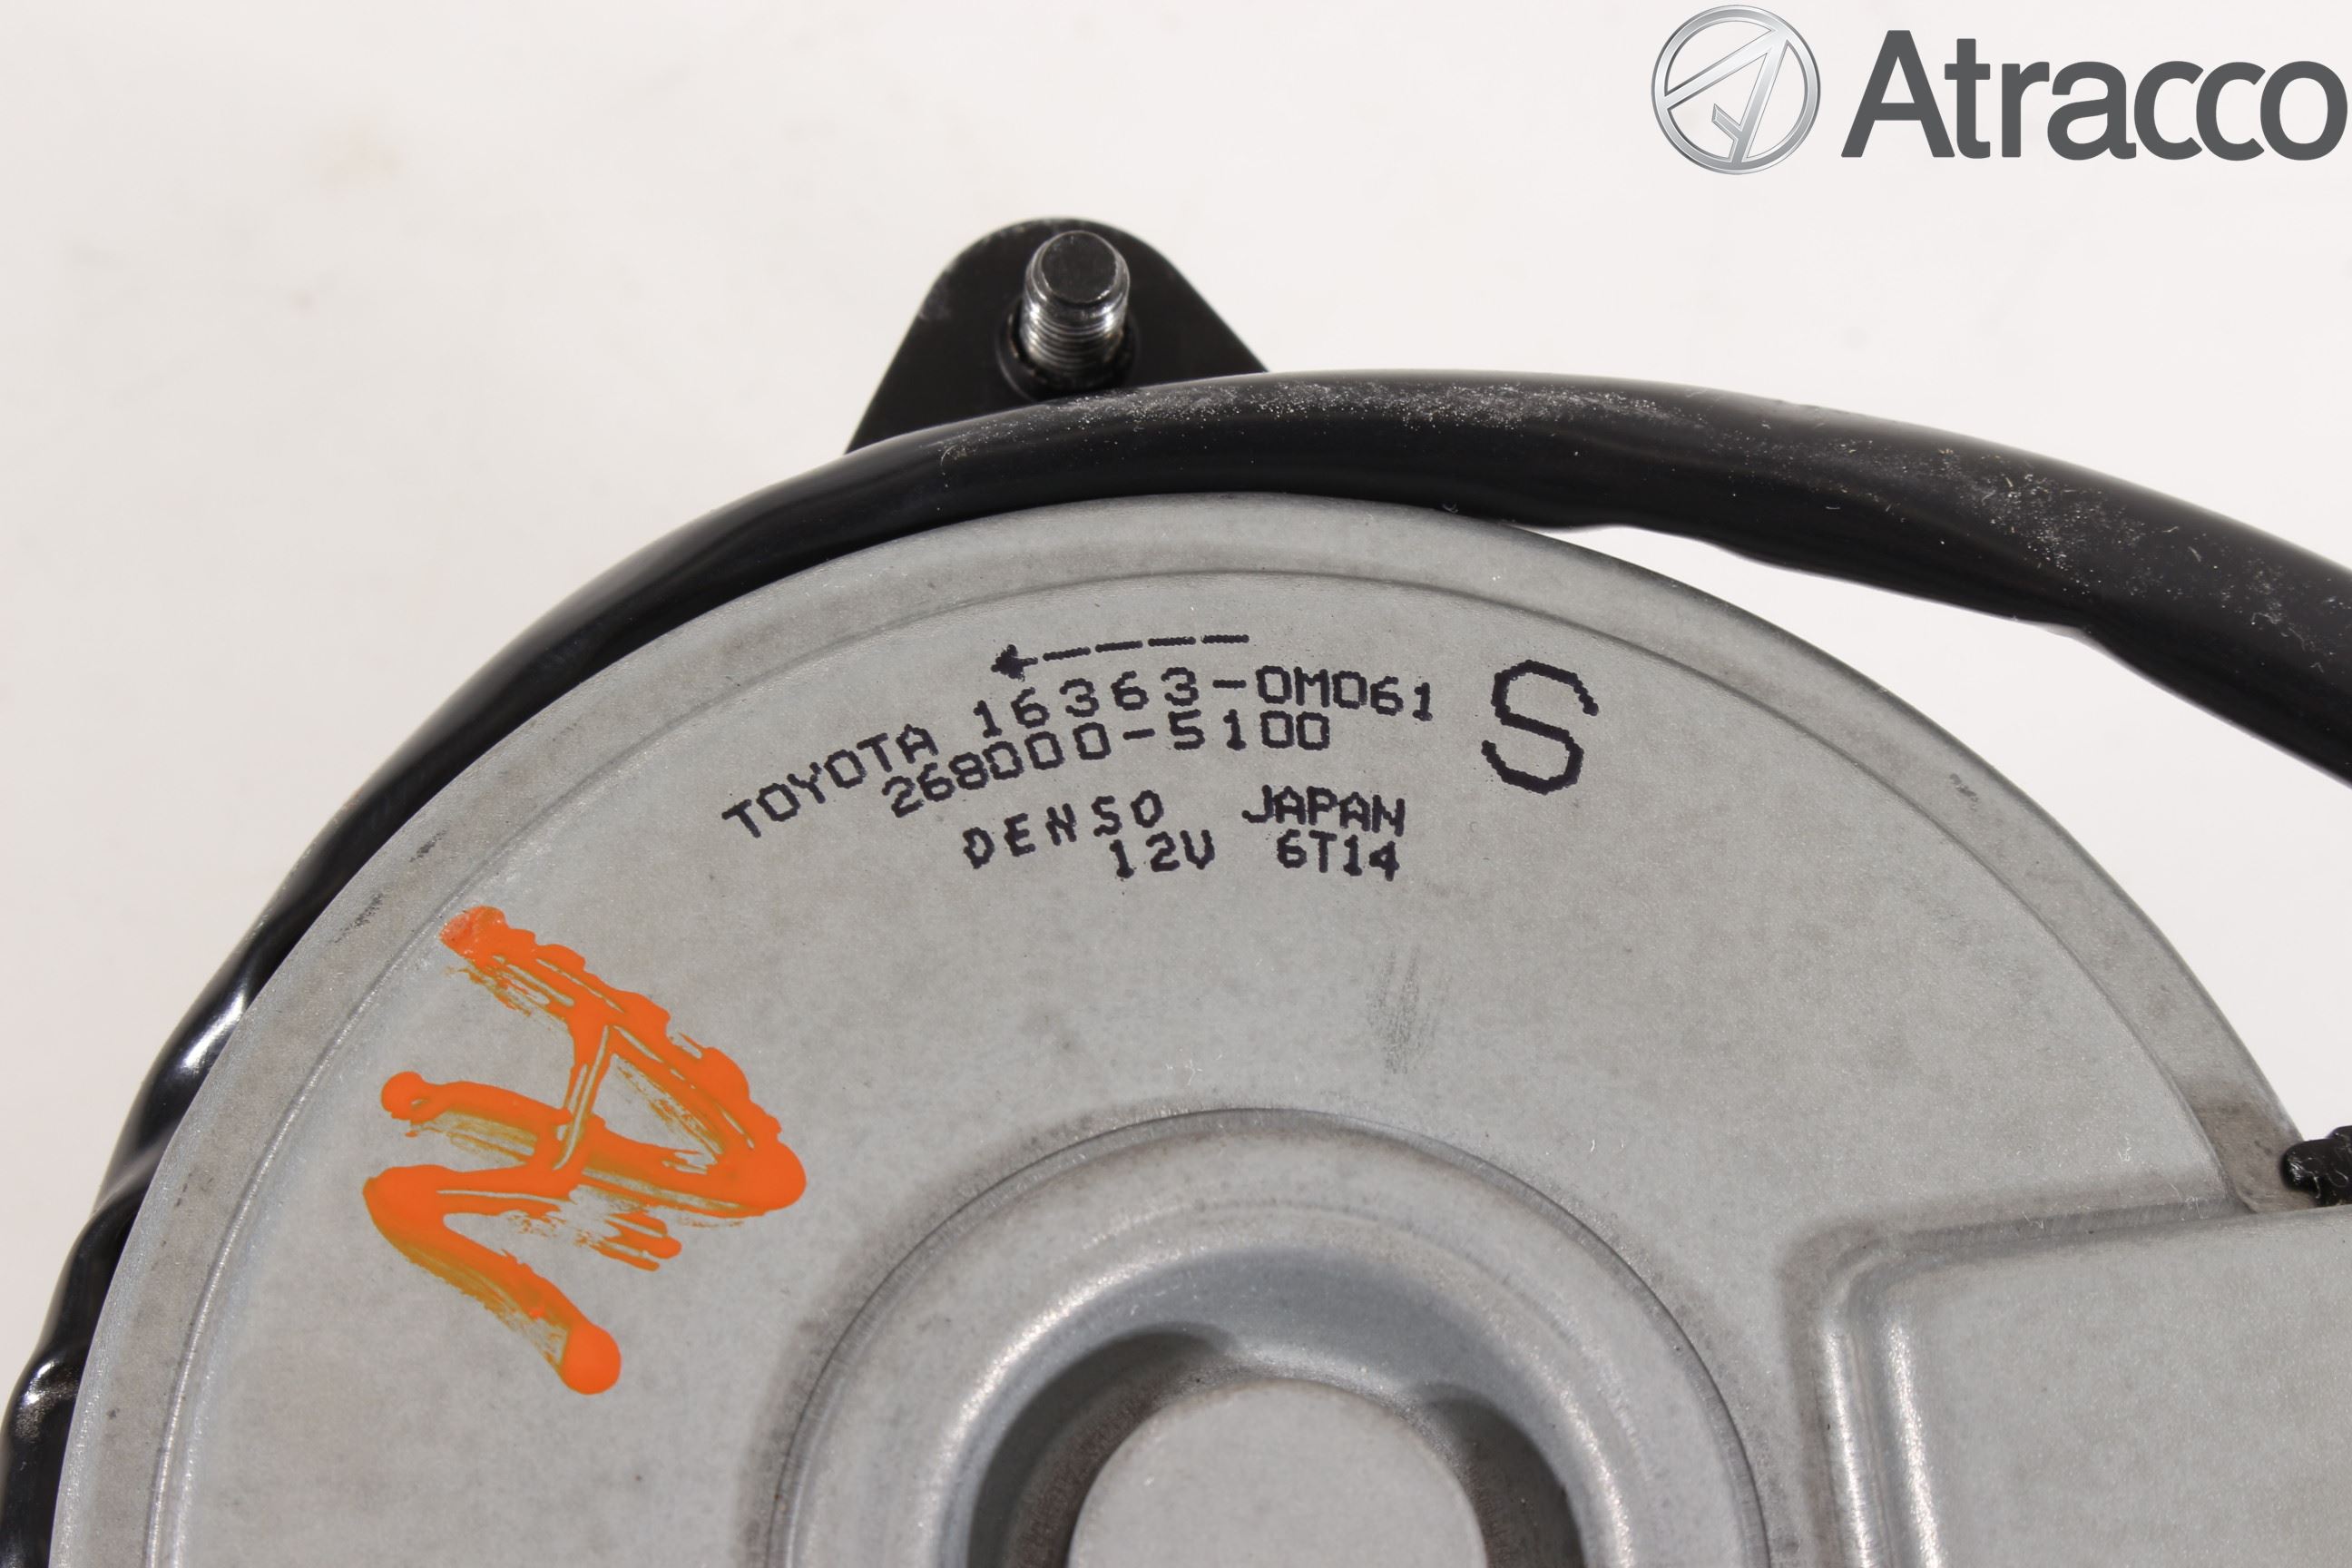 Atracco
TOYOTA 16363-0M061
268000-5100
S
DENSO JAPAN
12V 6T14